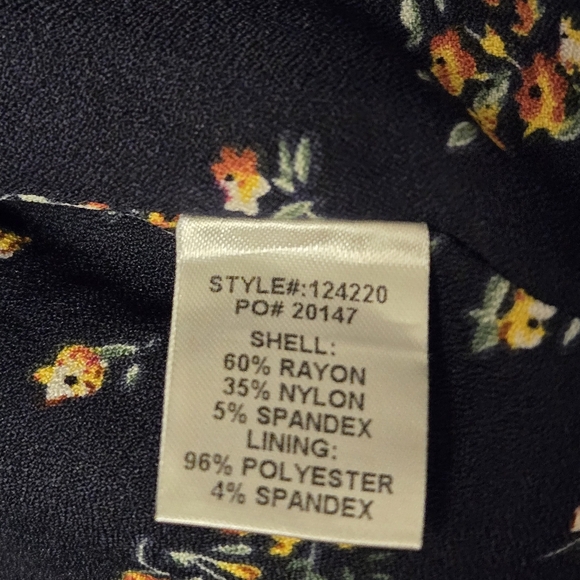 STYLE#:124220
PO# 20147
SHELL:
60% RAYON
35% NYLON
5% SPANDEX
LINING:
96% POLYESTER
4% SPANDEX